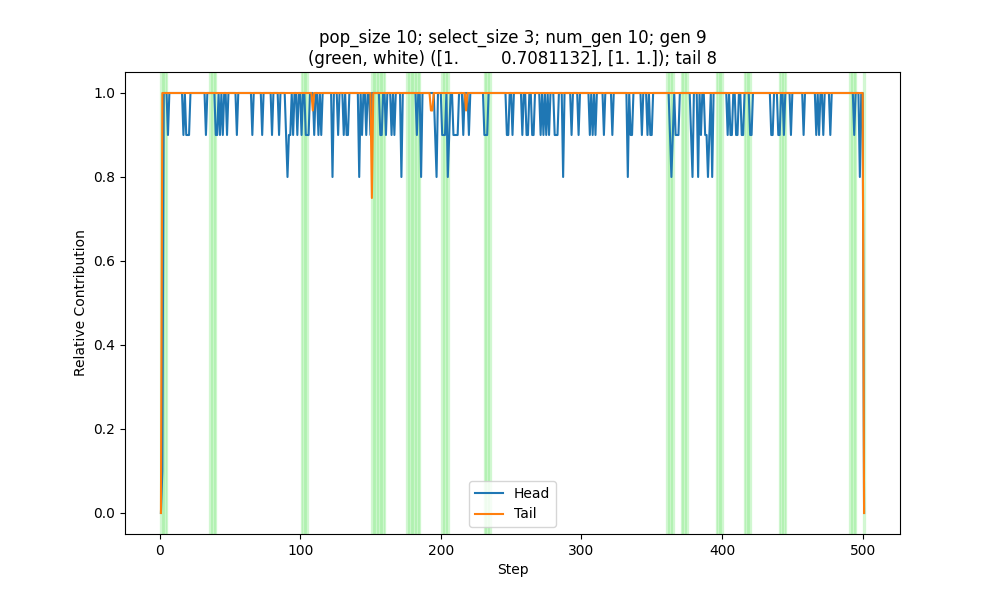 pop_size 10; select_size 3; num_gen 10; gen 9
(green, white) ([1.        0.7081132], [1. 1.]); tail 8
1.0
0.8
0.6
0.4
0.2
0.0
Relative Contribution
Head
Tail
0
100
200
300
400
500
Step